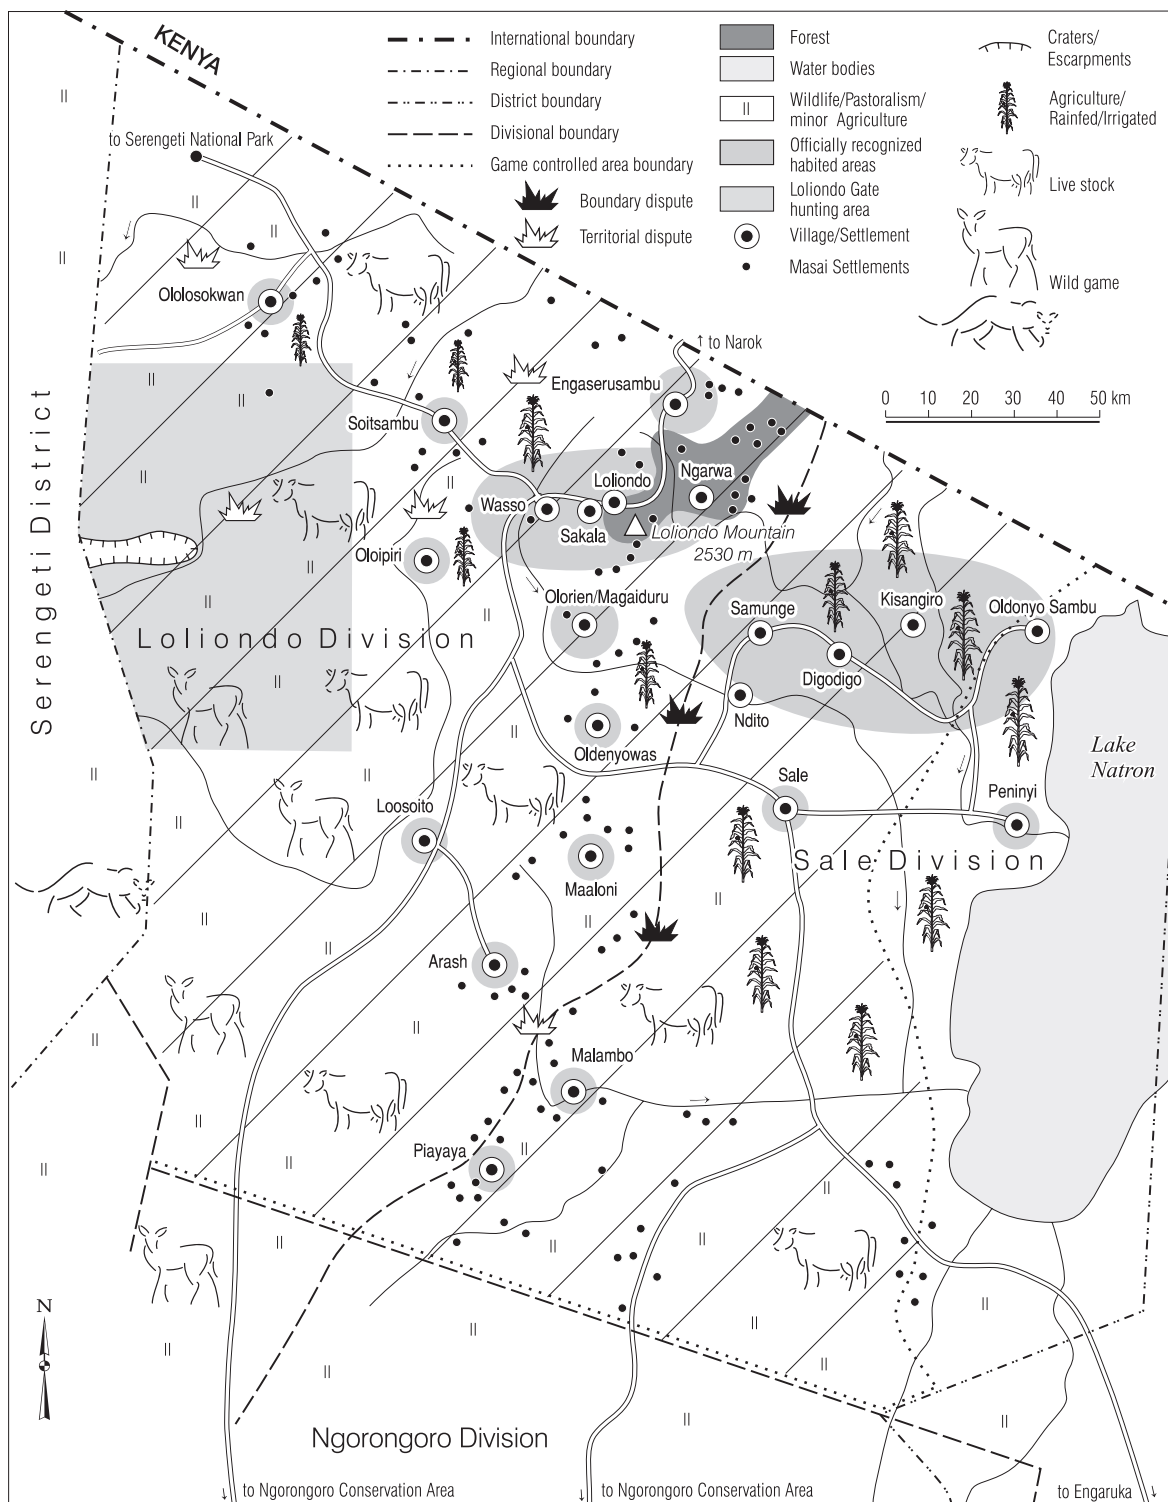 KENYA
International boundary
Regional boundary
District boundary
Divisional boundary
Game controlled area boundary
Boundary dispute
Territorial dispute
Forest
Water bodies
Wildlife/Pastoralism/
minor Agriculture
Officially recognized
habited areas
Loliondo Gate
hunting area
Village/Settlement
Masai Settlements
Craters/
Escarpments
Agriculture/
Rainfed/Irrigated
Live stock
Wild game
0 10 20 30 40 50 km
to Serengeti National Park
Ololosokwan
↑ to Narok
Engaserusambu
Soitsambu
Serengeti District
Loliondo
Ngarwa
Wasso
Sakala
Loliondo Mountain
2530 m
Oloipiri
Olorien/Magaiduru
Samunge
Kisangiro
Oldonyo Sambu
Loliondo Division
Digodigo
Ndito
Oldenyowas
Lake
Natron
Sale
Peninyi
Loosoito
Sale Division
Maaloni
Arash
Malambo
Piayaya
N
Ngorongoro Division
to Ngorongoro Conservation Area
to Ngorongoro Conservation Area
to Engaruka